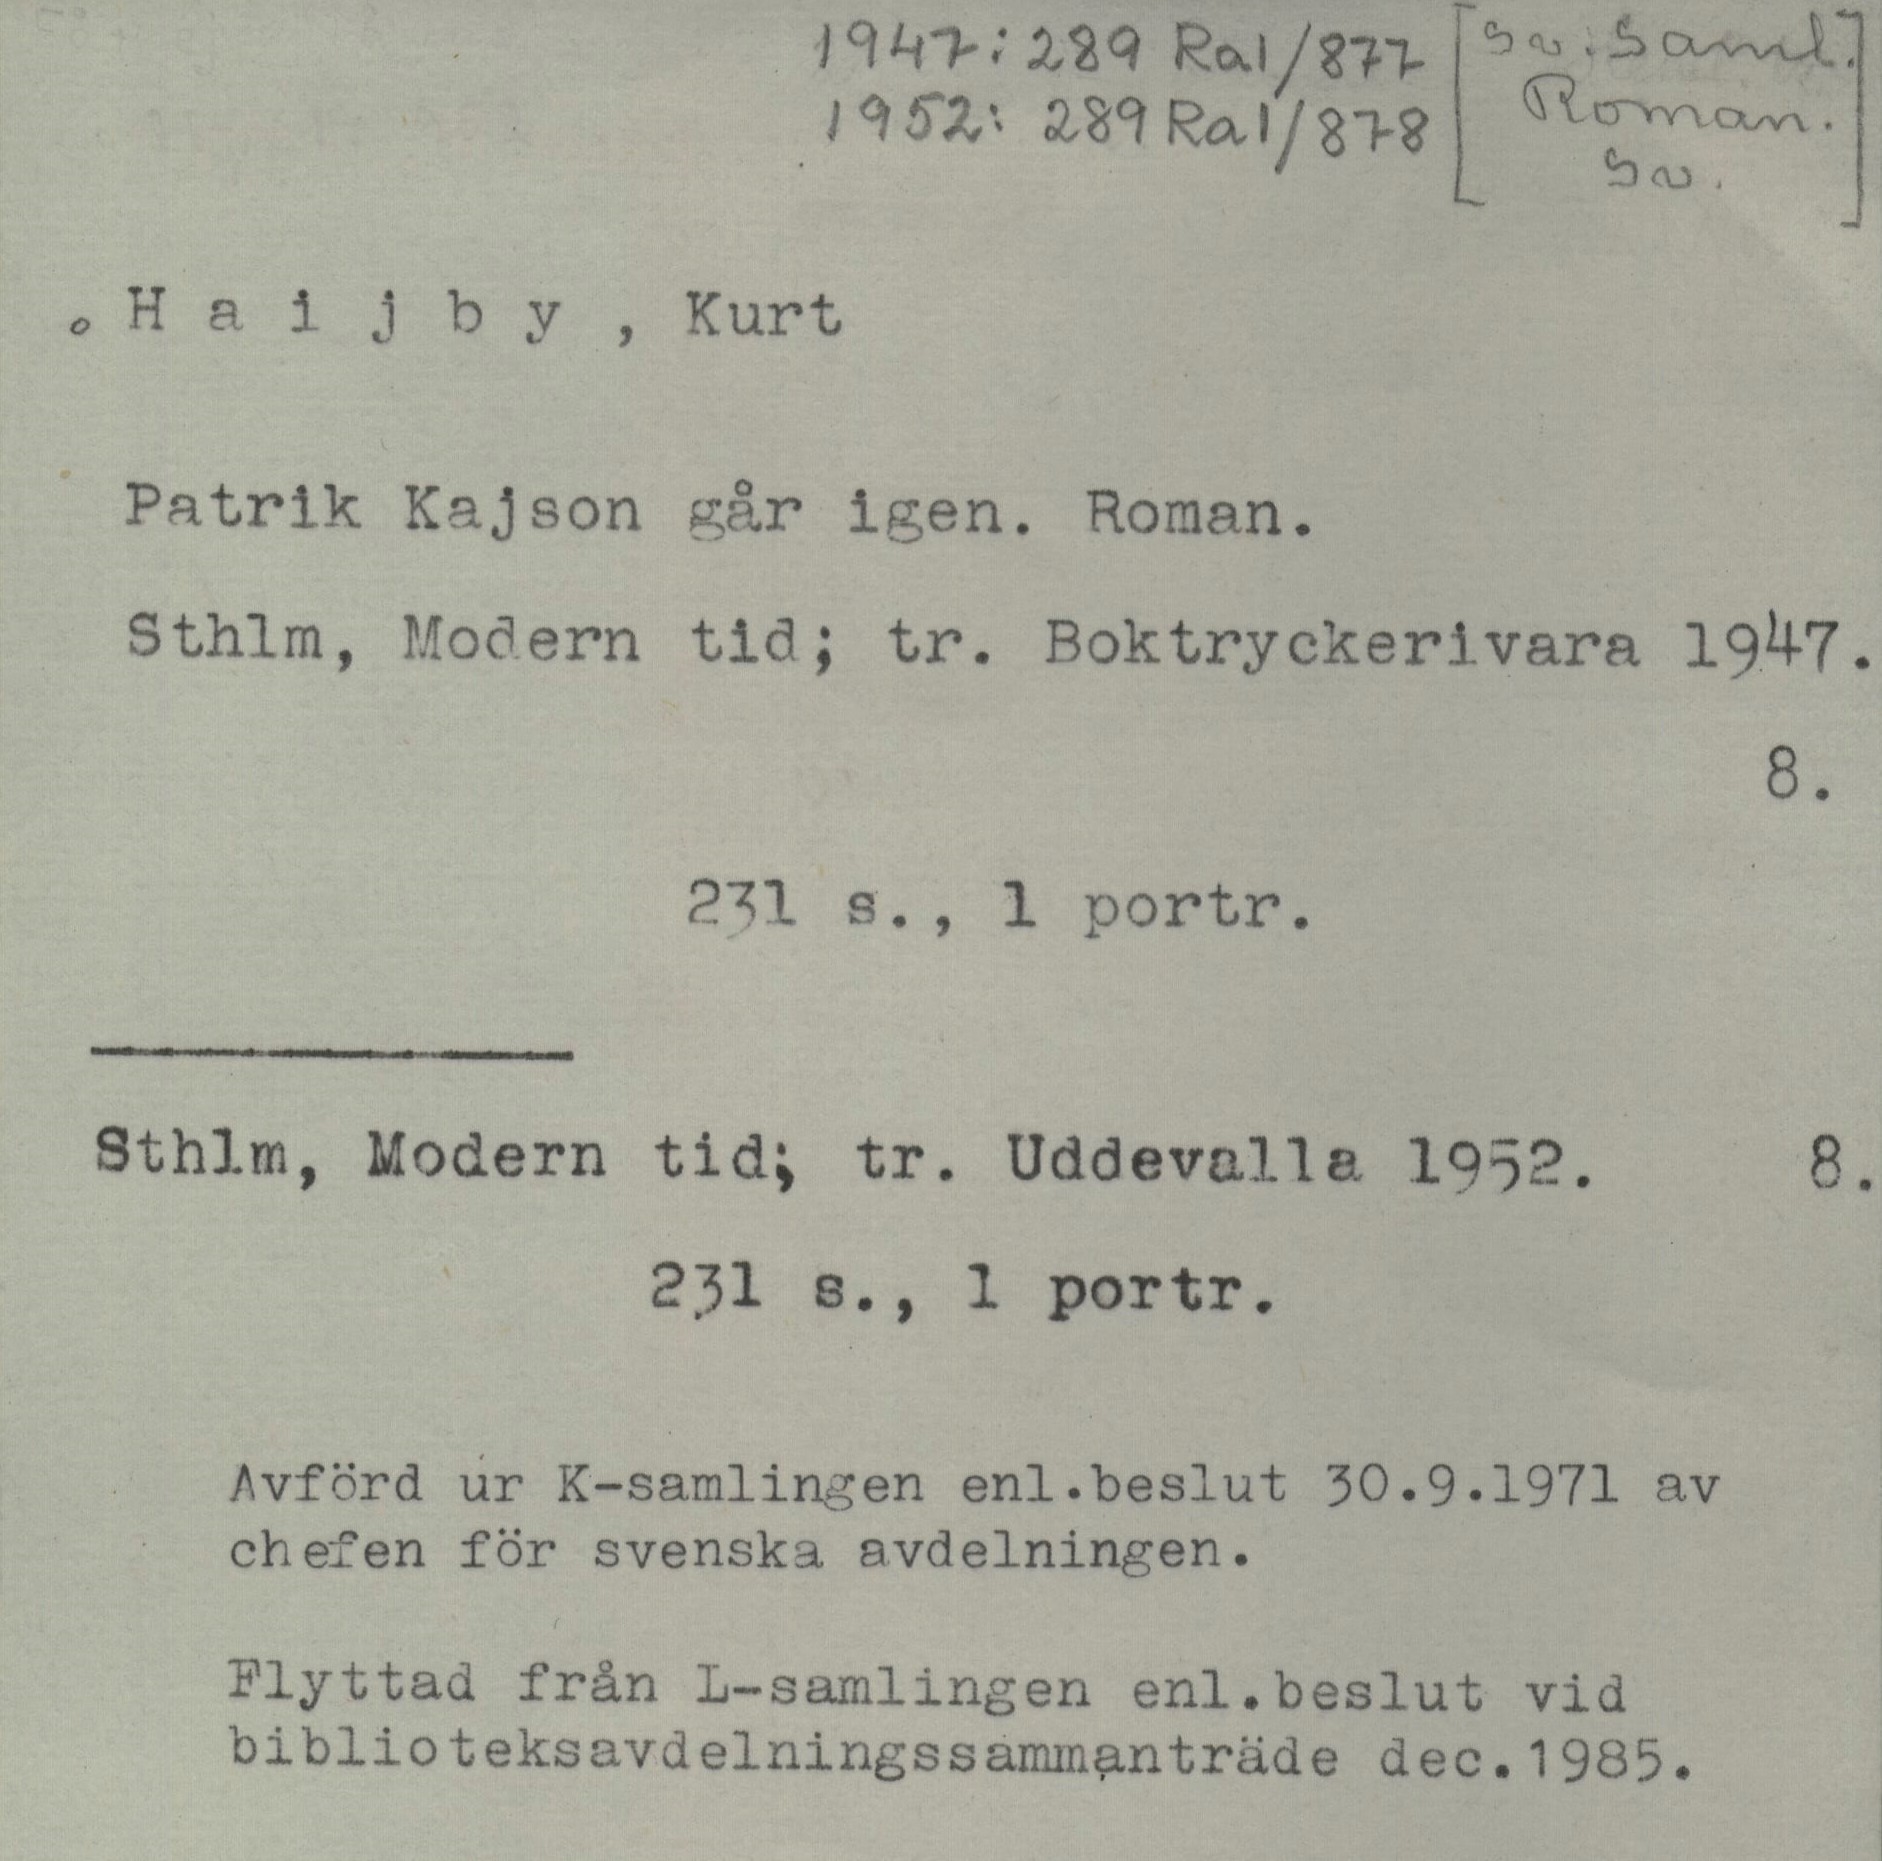 1947: 289 Ral/877 [Sv. Saml.
1952: 289 Ral/878 Roman.
Sv.]
. H a i j b y , Kurt
Patrik Kajson går igen. Roman.
Sthlm, Modern tid; tr. Boktryckerivara 1947.
8.
231 s., 1 portr.
Sthlm, Modern tid; tr. Uddevalla 1952. 8.
231 s., 1 portr.
Avförd ur K-samlingen enl.beslut 30.9.1971 av
chefen för svenska avdelningen.
Flyttad från L-samlingen enl.beslut vid
biblioteksavdelningssammanträde dec.1985.